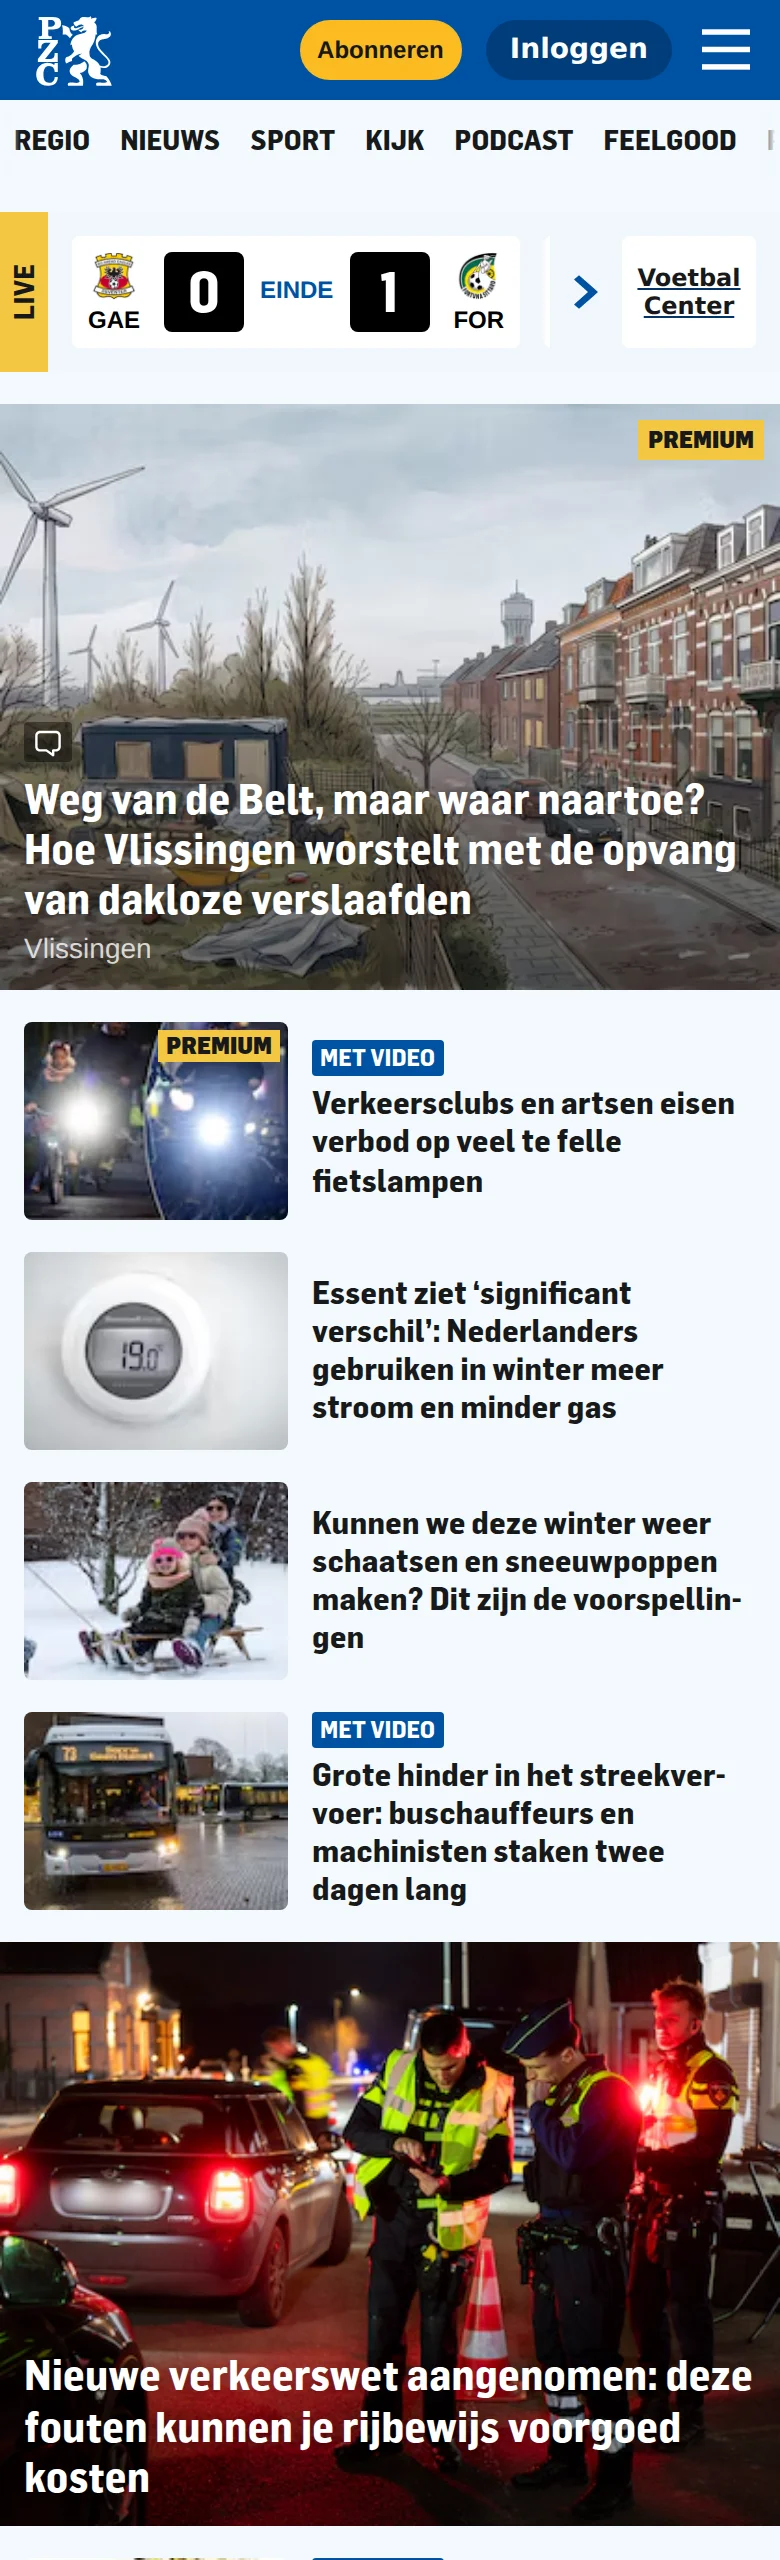 PZC
Abonneren
Inloggen
REGIO NIEUWS SPORT KIJK PODCAST FEELGOOD
LIVE
GAE
0
EINDE
1
FOR
Voetbal
Center
PREMIUM
Weg van de Belt, maar waar naartoe?
Hoe Vlissingen worstelt met de opvang
van dakloze verslaafden
Vlissingen
PREMIUM
MET VIDEO
Verkeersclubs en artsen eisen
verbod op veel te felle
fietslampen
19.0°
Essent ziet ‘significant
verschil’: Nederlanders
gebruiken in winter meer
stroom en minder gas
Kunnen we deze winter weer
schaatsen en sneeuwpoppen
maken? Dit zijn de voorspellin-
gen
73
MET VIDEO
Grote hinder in het streekver-
voer: buschauffeurs en
machinisten staken twee
dagen lang
Nieuwe verkeerswet aangenomen: deze
fouten kunnen je rijbewijs voorgoed
kosten